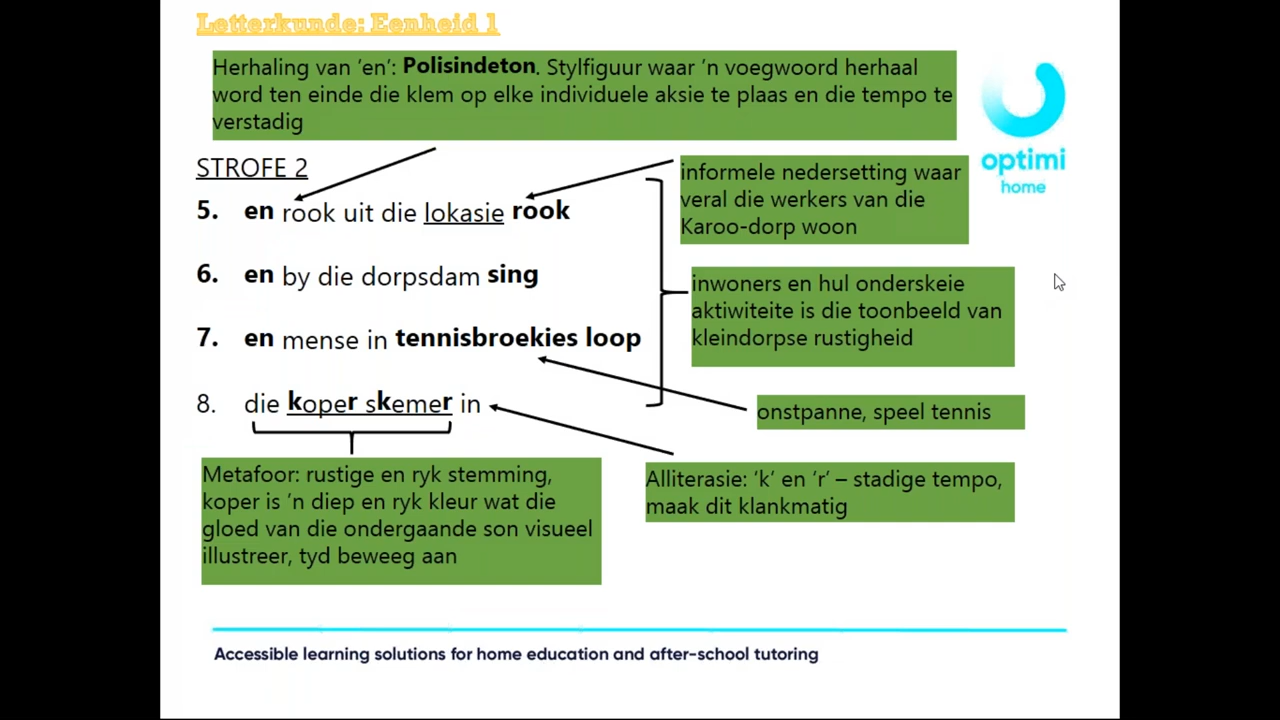 Letterkunde: Eenheid 1
Herhaling van ‘en’: Polisindeton. Stylfiguur waar ’n voegwoord herhaal
word ten einde die klem op elke individuele aksie te plaas en die tempo te
verstadig
optimi
home
STROFE 2
informele nedersetting waar
veral die werkers van die
Karoo-dorp woon
5. en rook uit die lokasie rook
6. en by die dorpsdam sing
inwoners en hul onderskeie
aktiwiteite is die toonbeeld van
kleindorpse rustigheid
7. en mense in tennisbroekies loop
8. die koper skemer in
onstpanne, speel tennis
Metafoor: rustige en ryk stemming,
koper is ’n diep en ryk kleur wat die
gloed van die ondergaande son visueel
illustreer, tyd beweeg aan
Alliterasie: ‘k’ en ‘r’ – stadige tempo,
maak dit klankmatig
Accessible learning solutions for home education and after-school tutoring